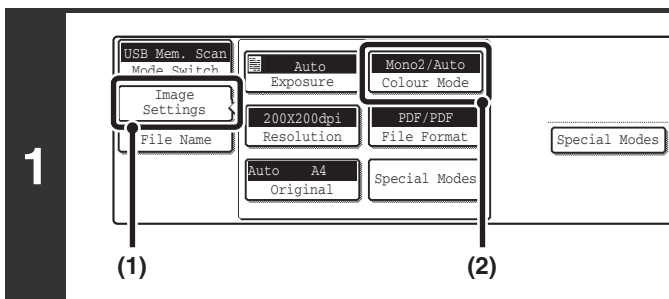 1
USB Mem. Scan
Mode Switch
Image
Settings
File Name
Auto
Exposure
Mono2/Auto
Colour Mode
200X200dpi
Resolution
PDF/PDF
File Format
Auto A4
Original
Special Modes
Special Modes
(1)
(2)